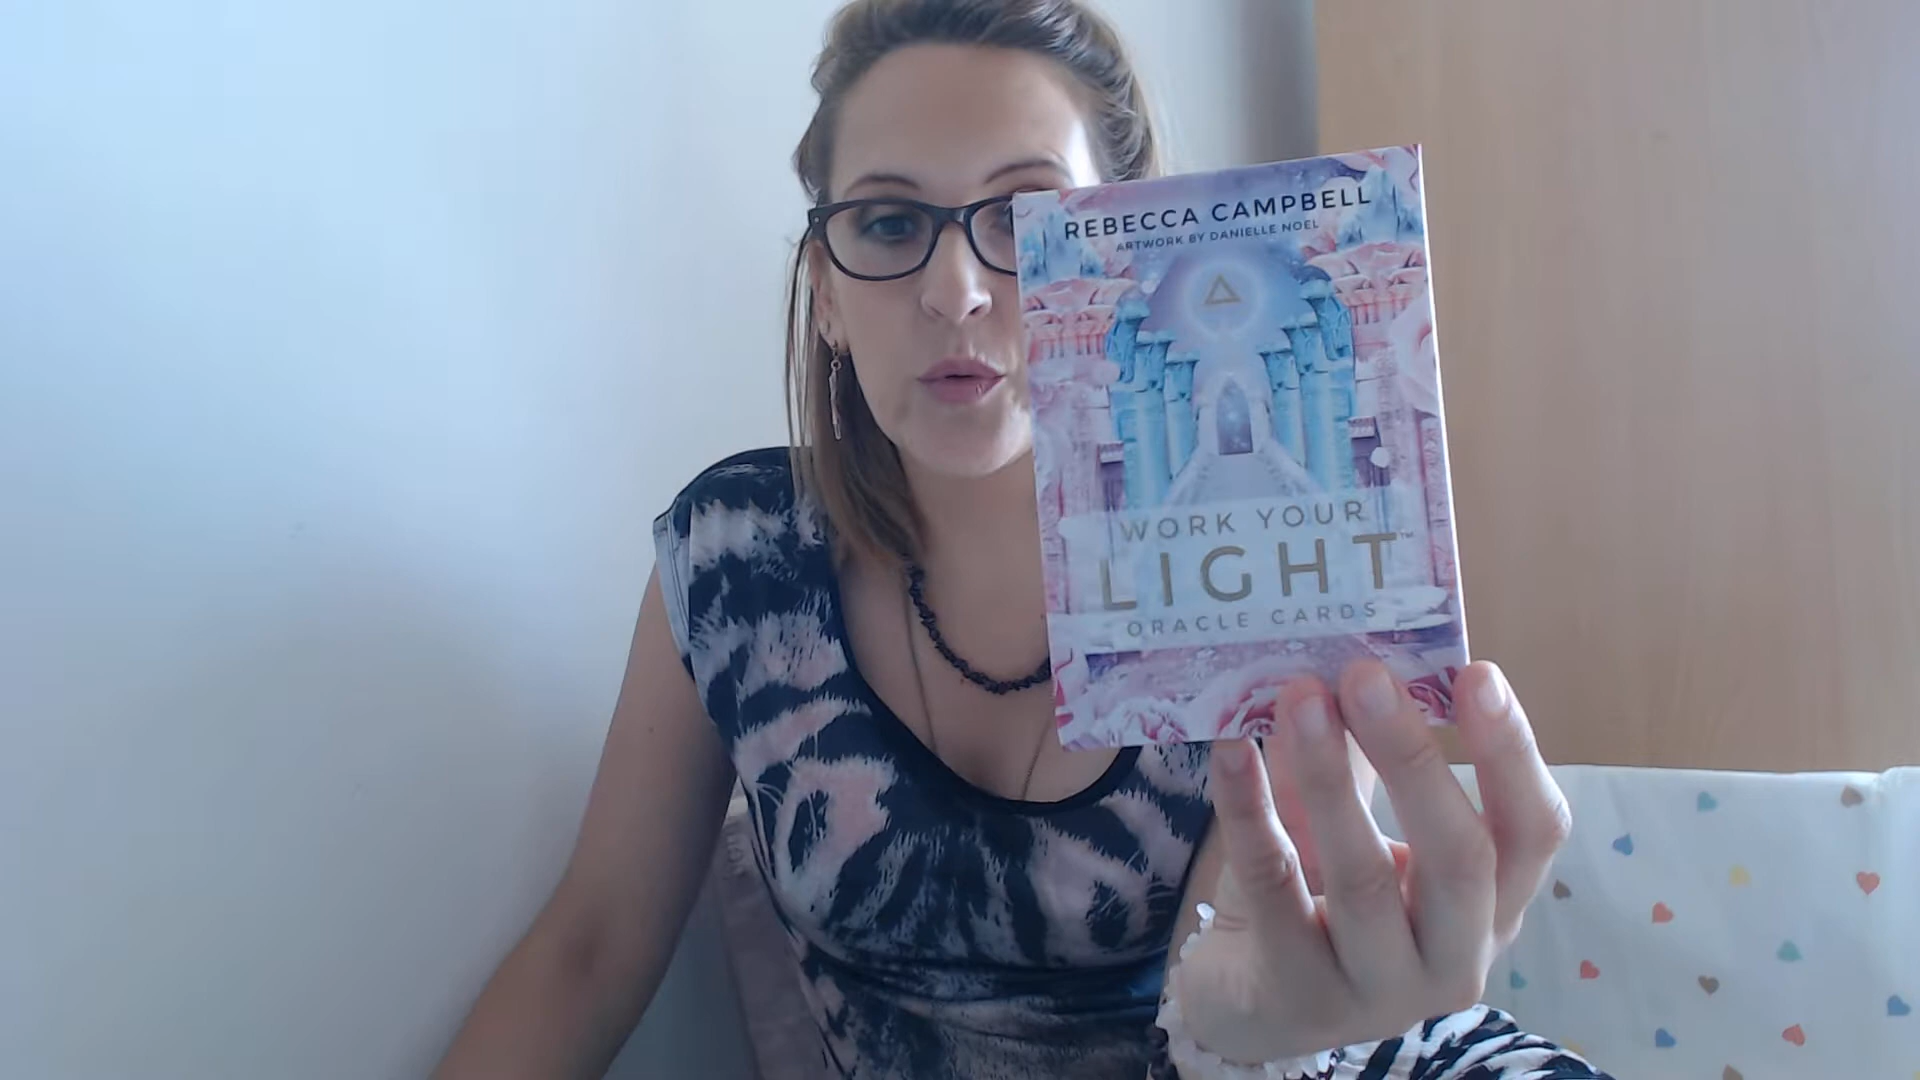 REBECCA CAMPBELL
ARTWORK BY DANIELLE NOEL
WORK YOUR
LIGHT™
ORACLE CARDS